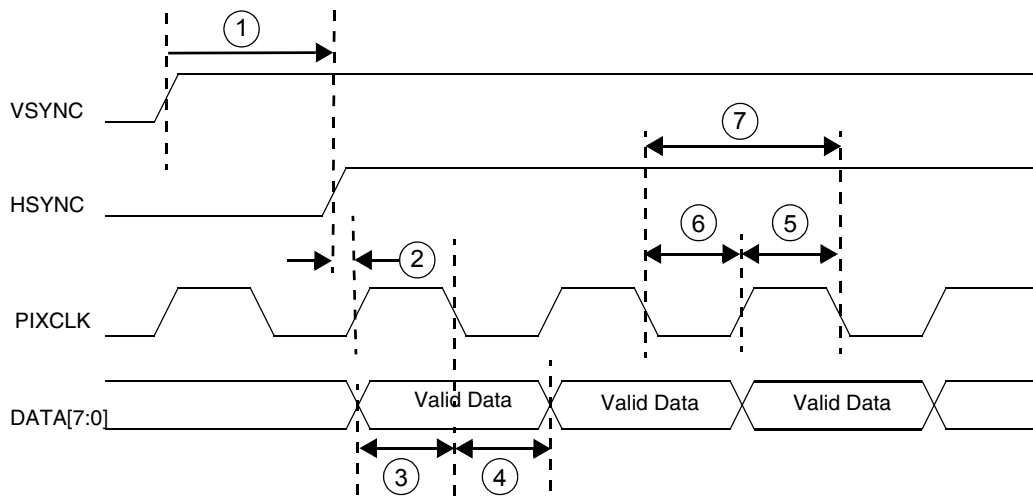 1
VSYNC
7
HSYNC
6
5
2
PIXCLK
DATA[7:0]
Valid Data
Valid Data
Valid Data
3
4